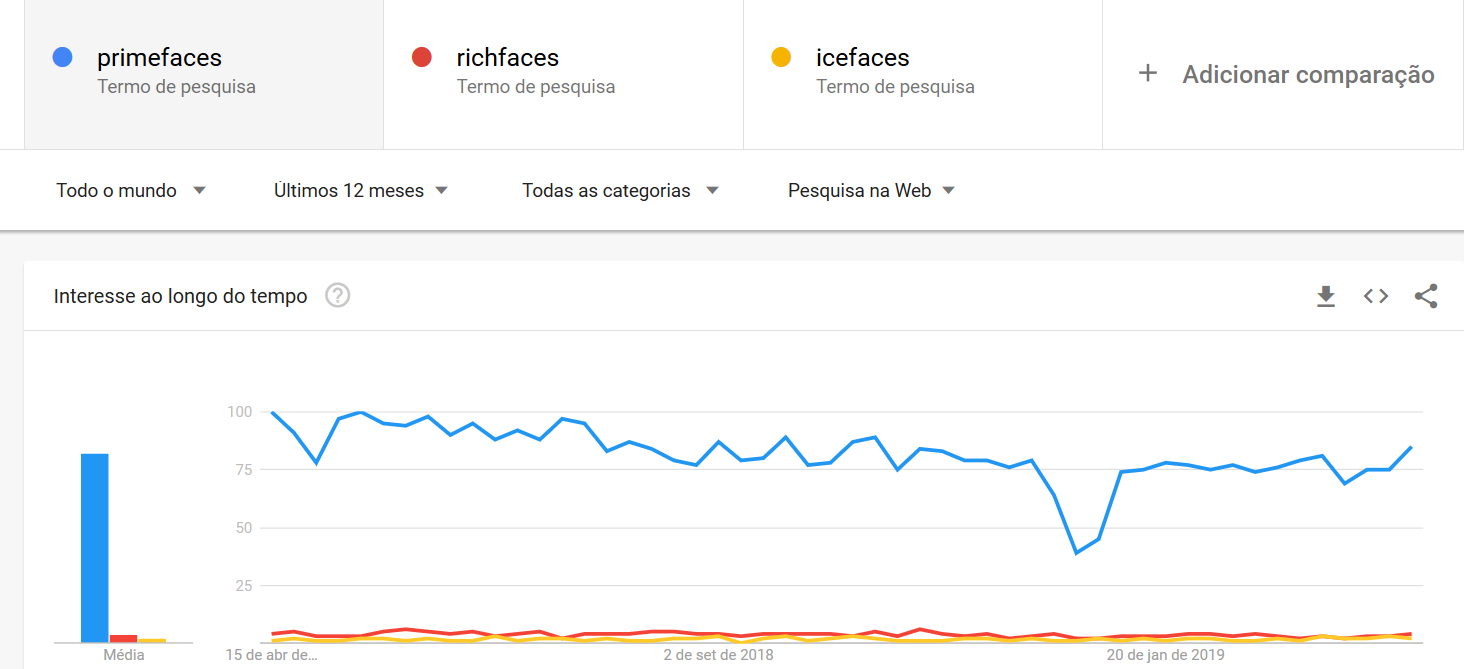 primefaces
Termo de pesquisa
richfaces
Termo de pesquisa
icefaces
Termo de pesquisa
+ Adicionar comparação
Todo o mundo
Últimos 12 meses
Todas as categorias
Pesquisa na Web
Interesse ao longo do tempo ?
100
75
50
25
Média
15 de abr de...
2 de set de 2018
20 de jan de 2019